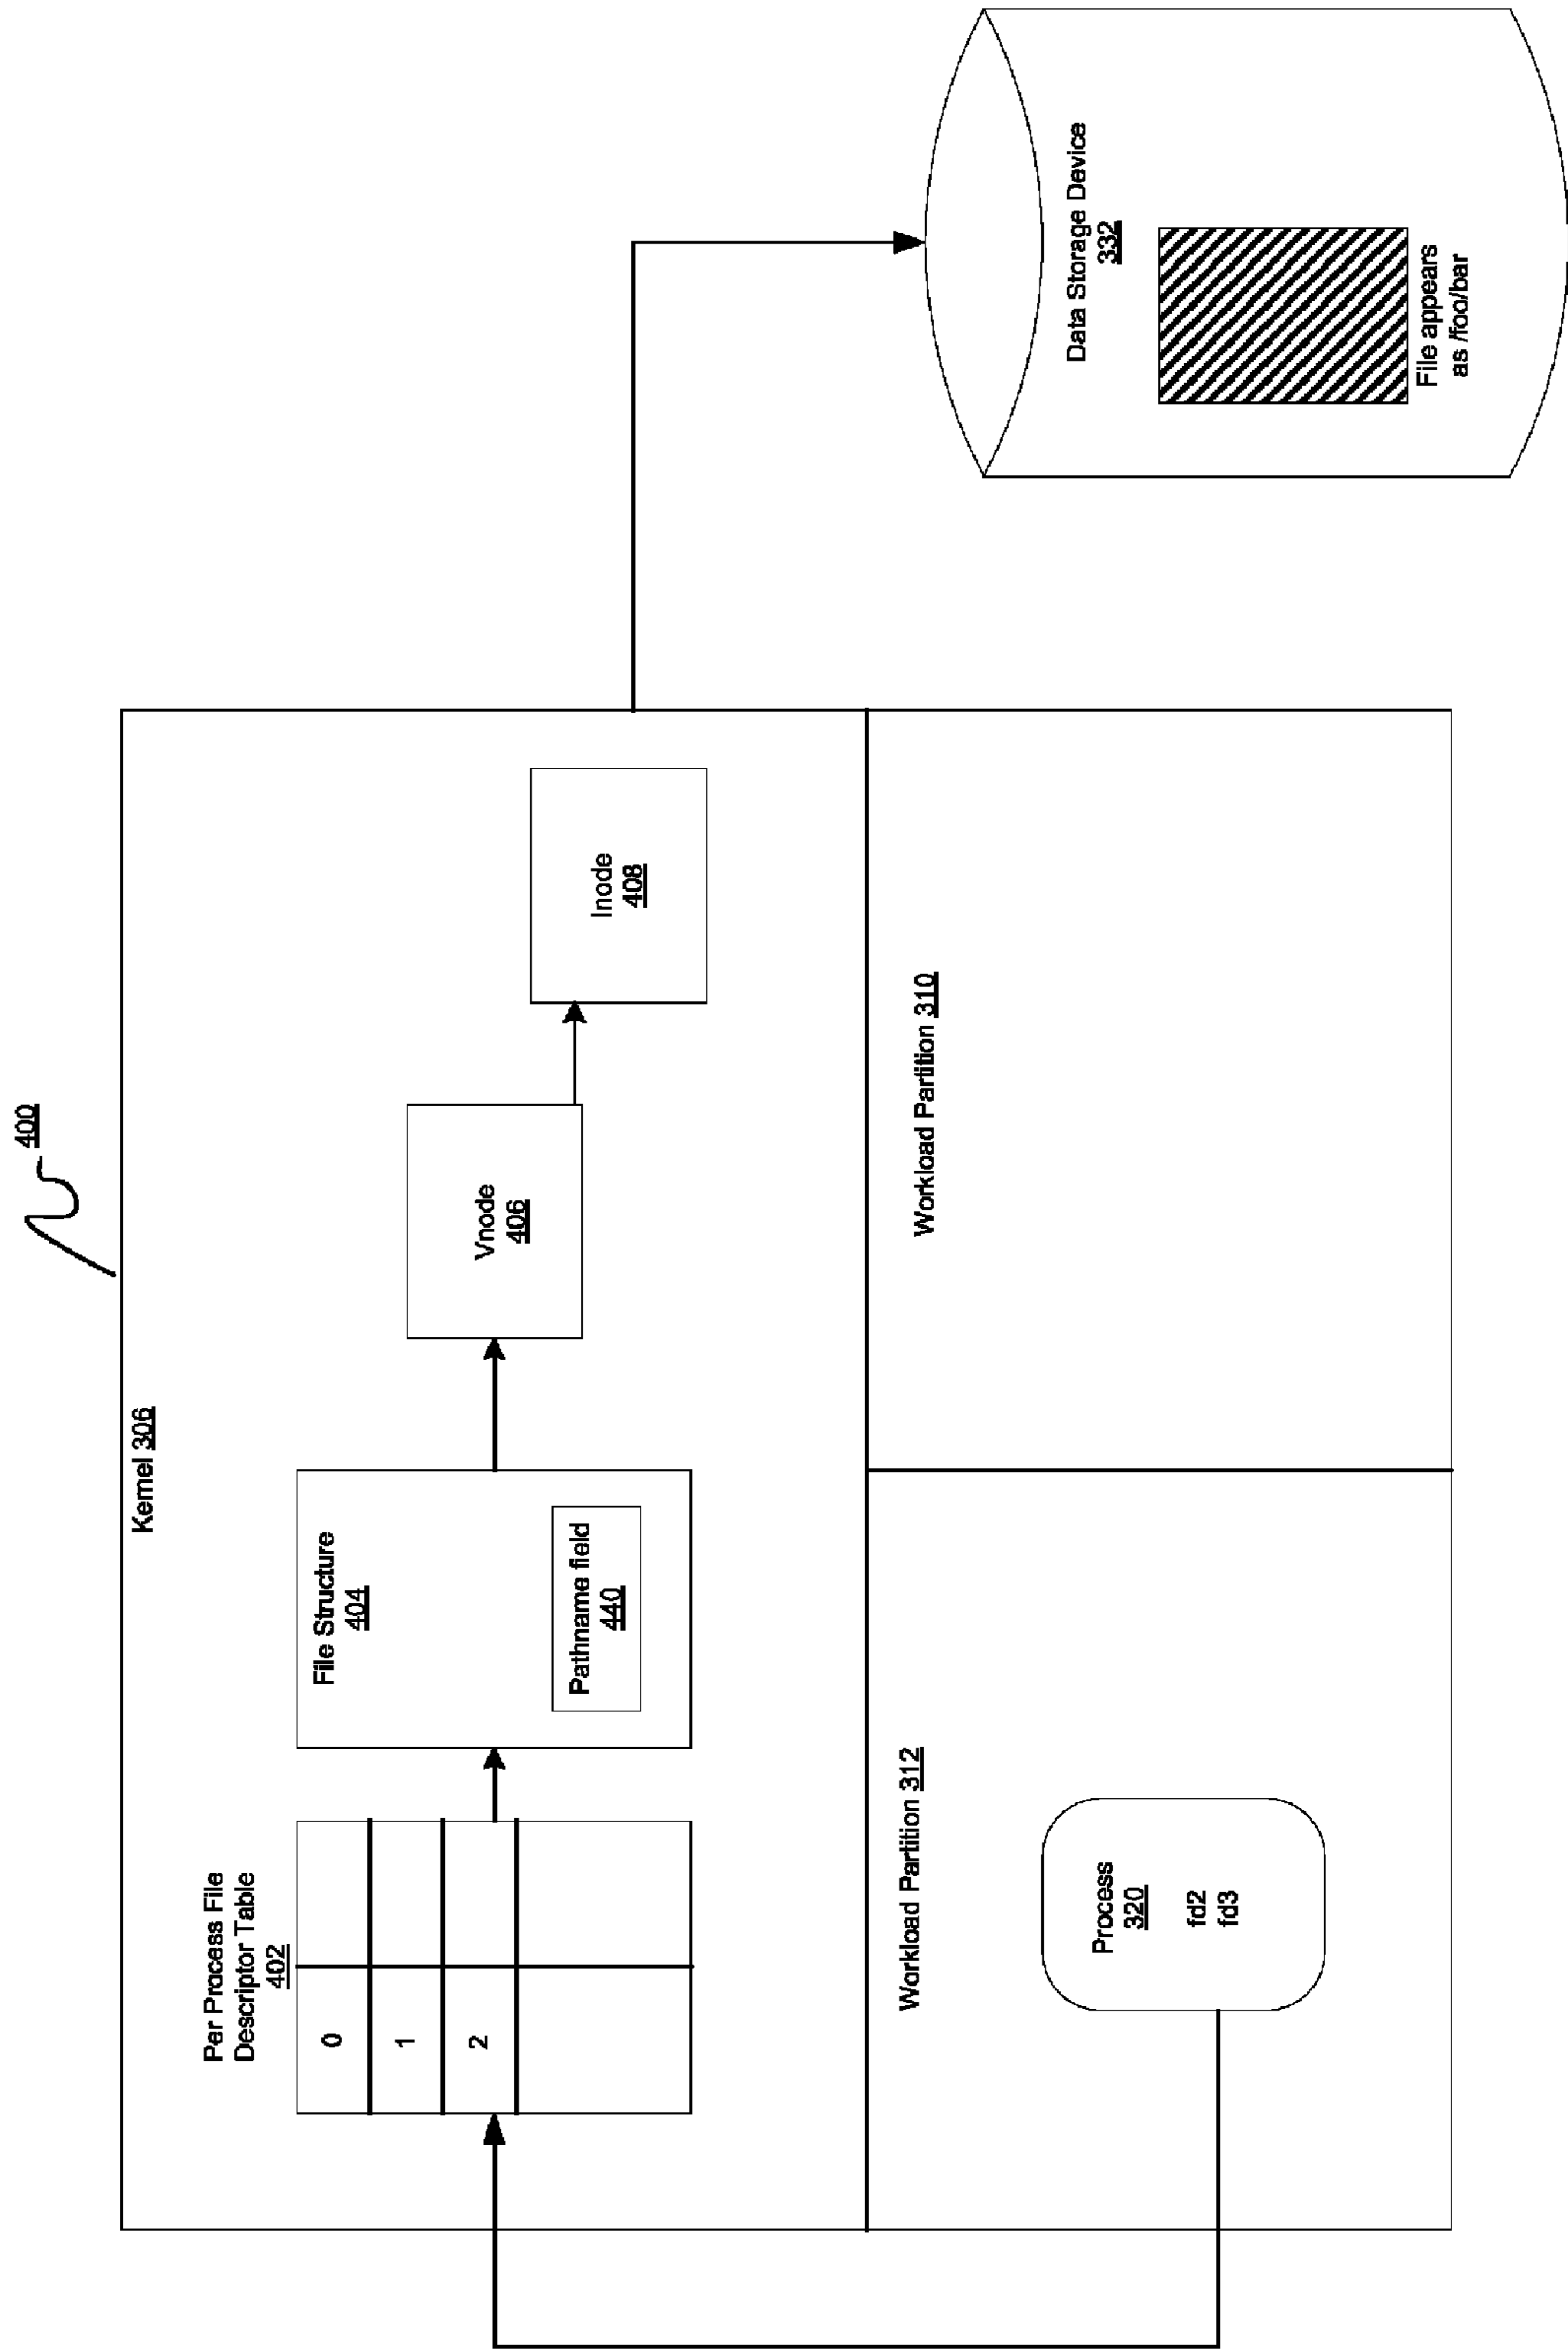 400
Kernel 306
Per Process File
Descriptor Table
402
0
1
2
File Structure
404
Pathname field
440
Vnode
406
Inode
408
Workload Partition 312
Process
320
fd2
fd3
Workload Partition 310
Data Storage Device
332
File appears
as /foo/bar